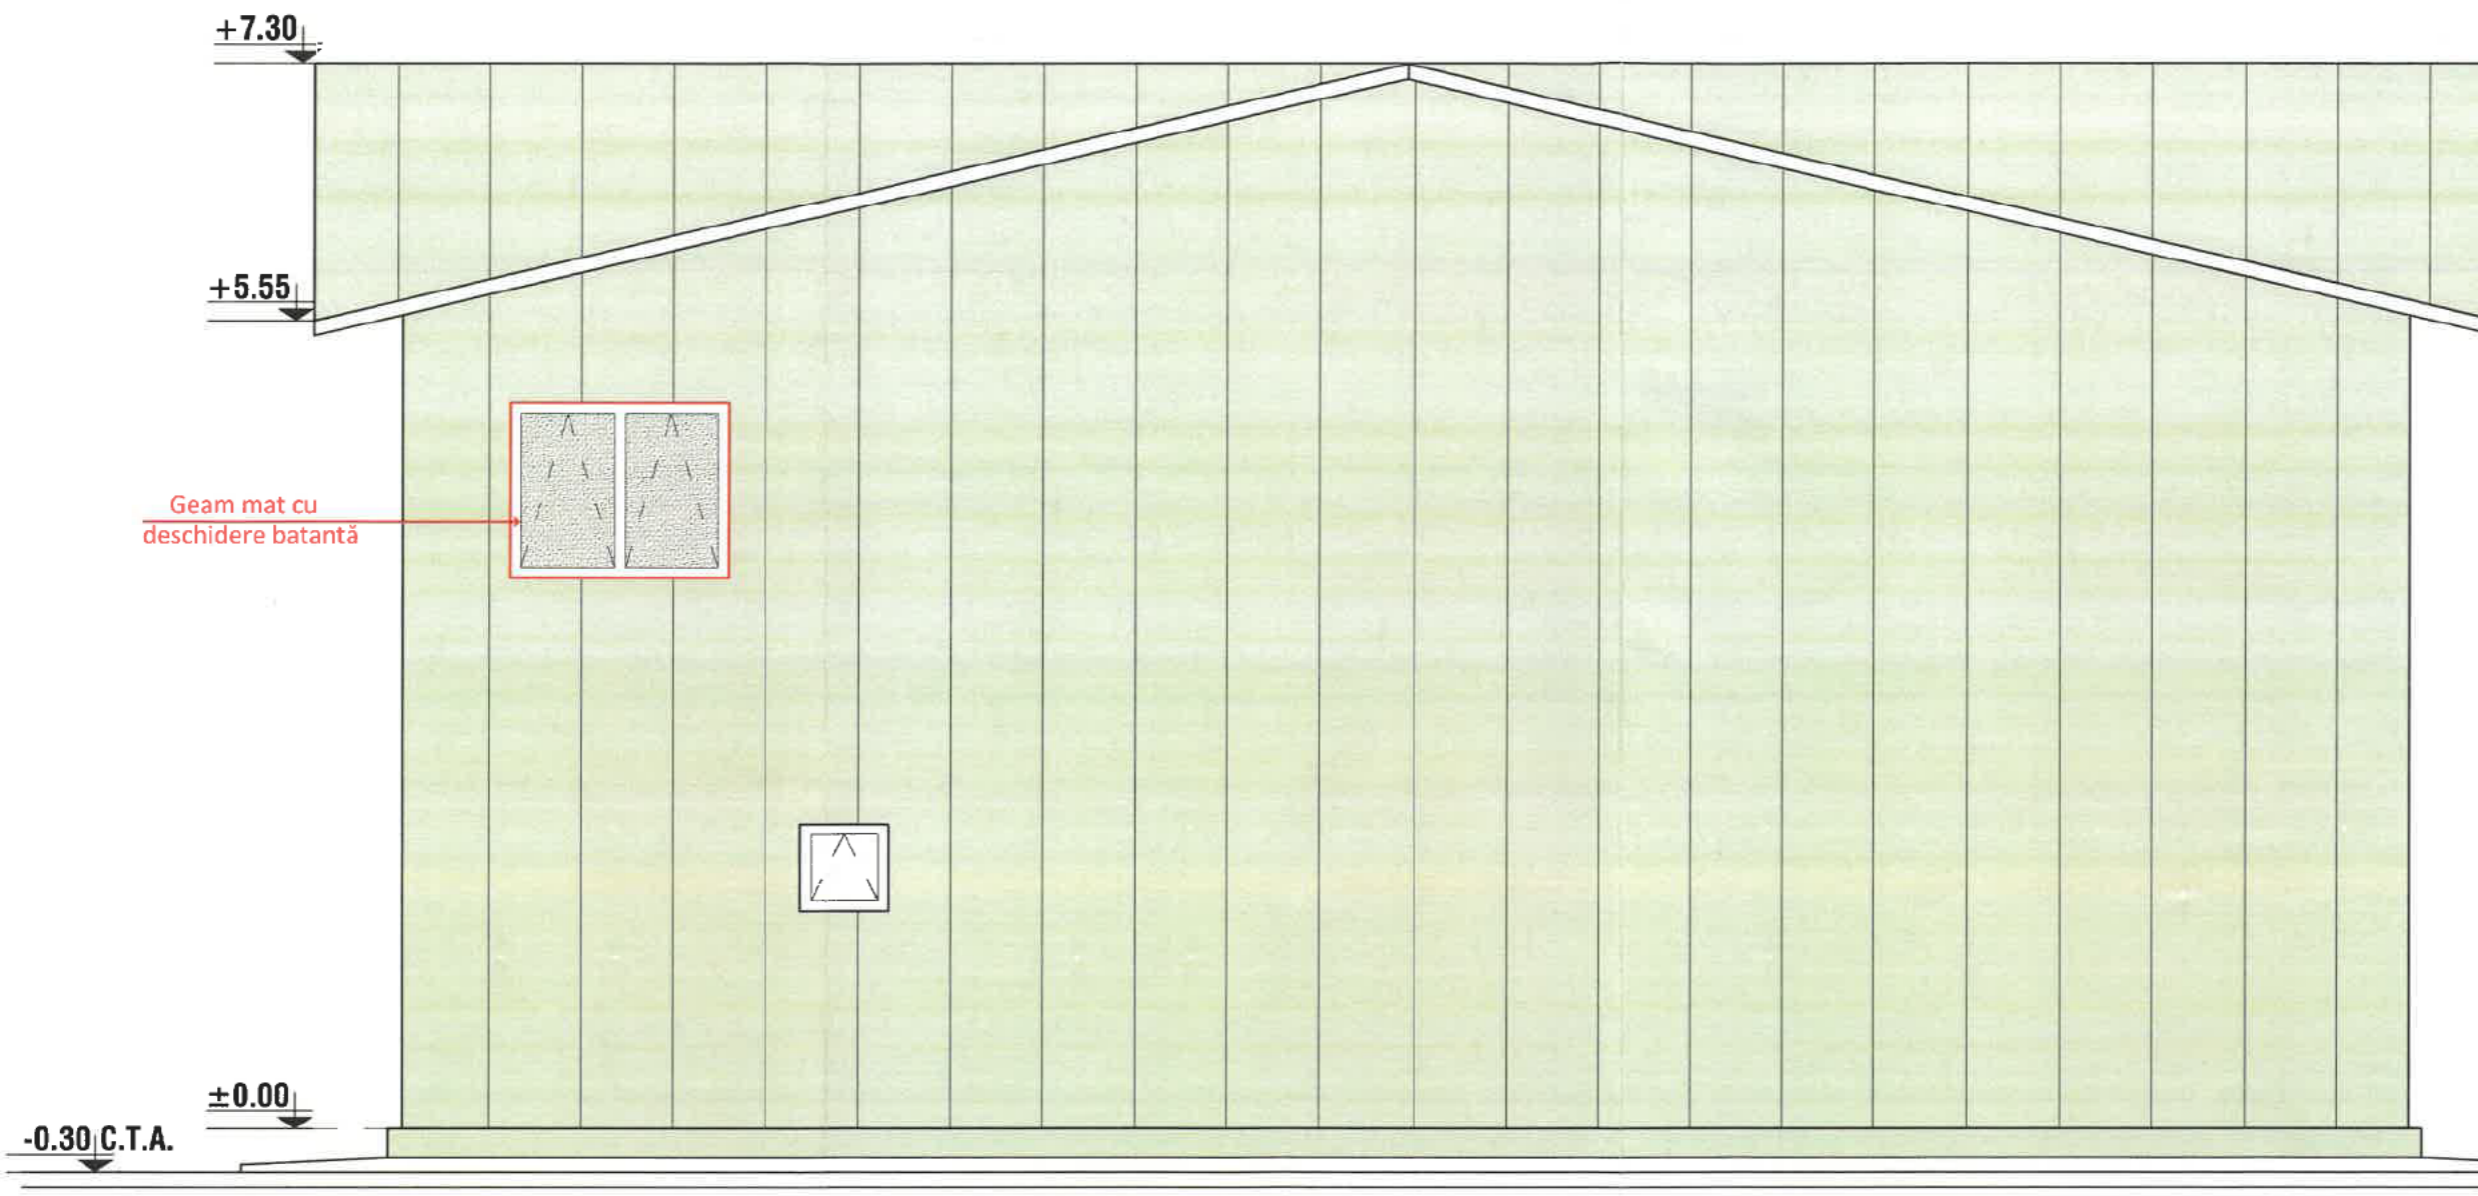 +7.30
+5.55
Geam mat cu
deschidere batantă
±0.00
-0.30 C.T.A.